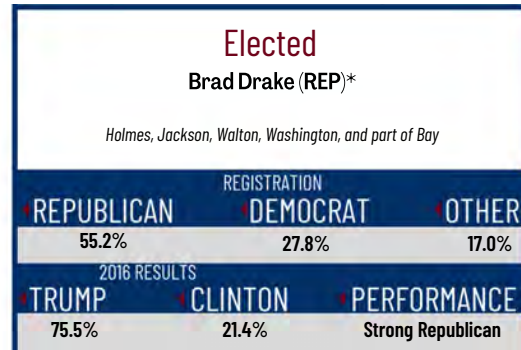 Elected
Brad Drake (REP)*
Holmes, Jackson, Walton, Washington, and part of Bay
REGISTRATION
REPUBLICAN DEMOCRAT OTHER
55.2% 27.8% 17.0%
2016 RESULTS
TRUMP CLINTON PERFORMANCE
75.5% 21.4% Strong Republican